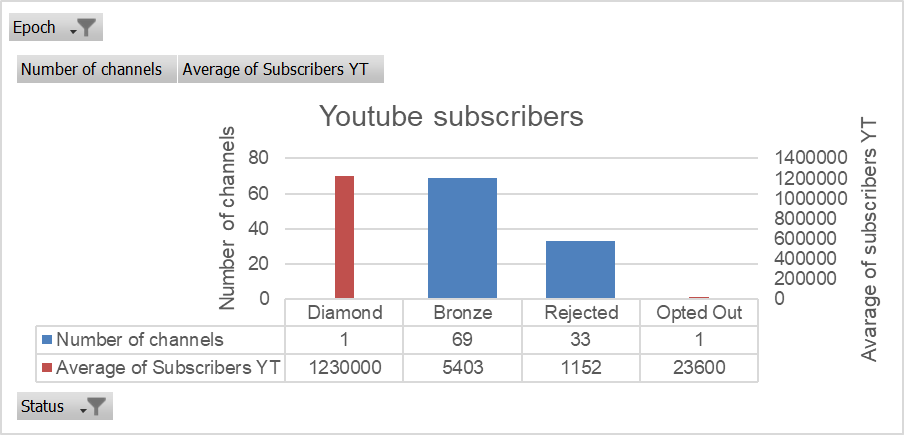 Epoch
Number of channels Average of Subscribers YT
Youtube subscribers
Number of channels
80
60
40
20
0
1400000
1200000
1000000
800000
600000
400000
200000
0
Avarage of subscribers YT
Diamond Bronze Rejected Opted Out
Number of channels 1 69 33 1
Average of Subscribers YT 1230000 5403 1152 23600
Status